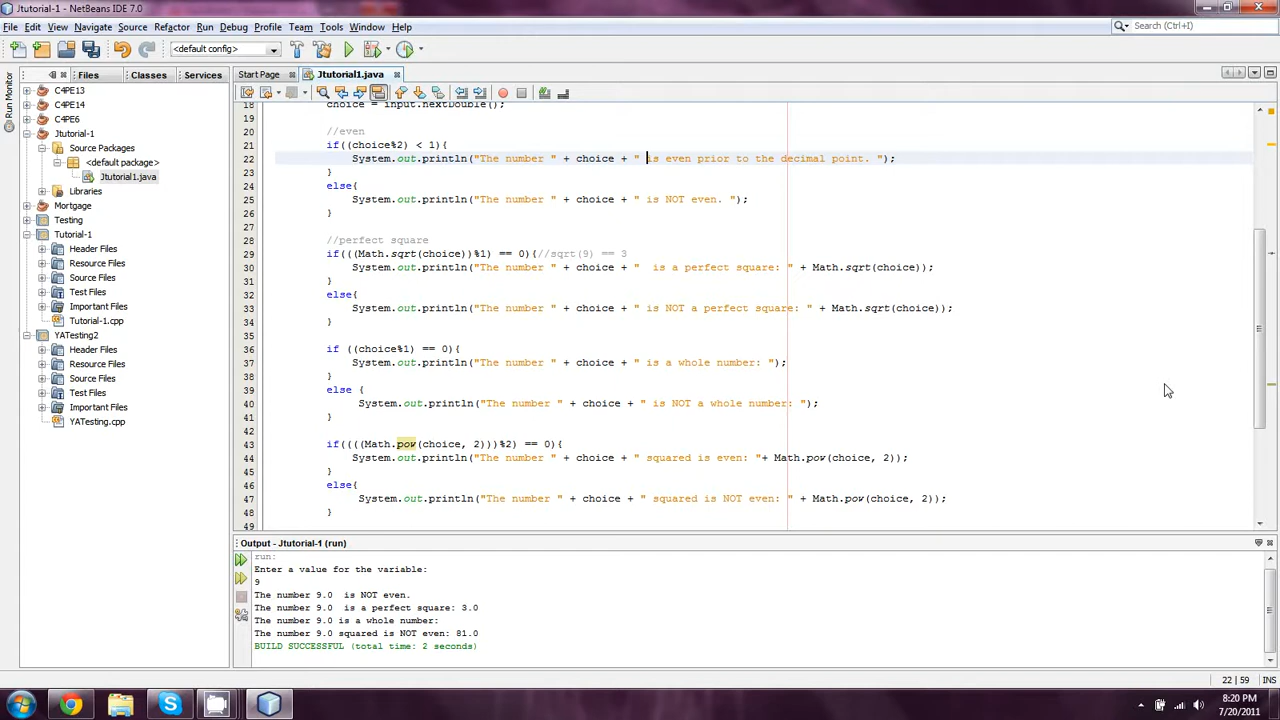 Jtutorial-1 - NetBeans IDE 7.0
File Edit View Navigate Source Refactor Run Debug Profile Team Tools Window Help
Search (Ctrl+I)
<default config>
Files Classes Services
Start Page Jtutorial1.java
Run Monitor
C4PE13
C4PE14
C4PE6
Jtutorial-1
Source Packages
<default package>
Jtutorial1.java
Libraries
Mortgage
Testing
Tutorial-1
Header Files
Resource Files
Source Files
Test Files
Important Files
Tutorial-1.cpp
YATesting2
Header Files
Resource Files
Source Files
Test Files
Important Files
YATesting.cpp
18 choice = input.nextDouble();
19
20 //even
21 if((choice%2) < 1){
22 System.out.println("The number " + choice + " is even prior to the decimal point. ");
23 }
24 else{
25 System.out.println("The number " + choice + " is NOT even. ");
26 }
27
28 //perfect square
29 if(((Math.sqrt(choice))%1) == 0){//sqrt(9) == 3
30 System.out.println("The number " + choice + "  is a perfect square: " + Math.sqrt(choice));
31 }
32 else{
33 System.out.println("The number " + choice + " is NOT a perfect square: " + Math.sqrt(choice));
34 }
35
36 if ((choice%1) == 0){
37 System.out.println("The number " + choice + " is a whole number: ");
38 }
39 else {
40 System.out.println("The number " + choice + " is NOT a whole number: ");
41 }
42
43 if((((Math.pow(choice, 2)))%2) == 0){
44 System.out.println("The number " + choice + " squared is even: "+ Math.pow(choice, 2));
45 }
46 else{
47 System.out.println("The number " + choice + " squared is NOT even: " + Math.pow(choice, 2));
48 }
49
Output - Jtutorial-1 (run)
run:
Enter a value for the variable:
9
The number 9.0  is NOT even.
The number 9.0  is a perfect square: 3.0
The number 9.0 is a whole number:
The number 9.0 squared is NOT even: 81.0
BUILD SUCCESSFUL (total time: 2 seconds)
22 | 59 INS
8:20 PM
7/20/2011